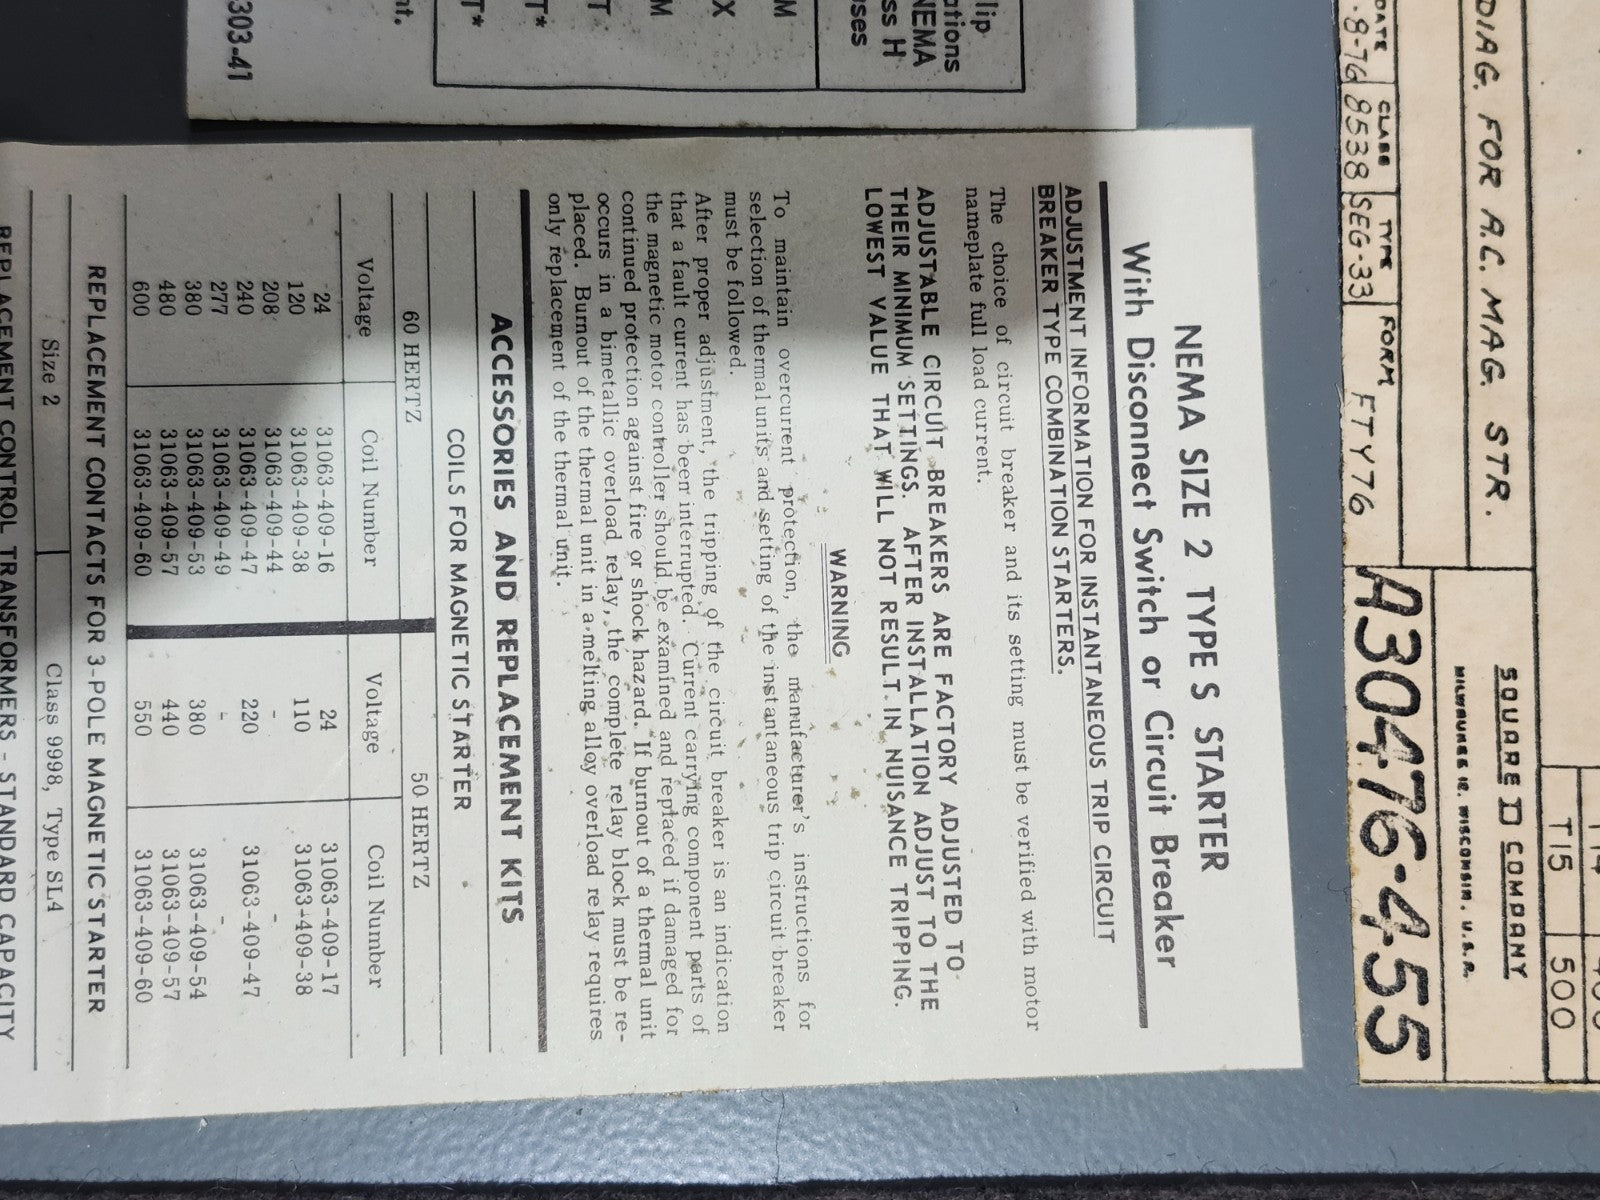 DIAG. FOR A.C. MAG. STR.
DATE CLASS TYPE FORM
-8-76 8538 SEG-33 FTY76
T15 500
SQUARE D COMPANY
MILWAUKEE 12, WISCONSIN, U.S.A.
A30476-455
lip
ations
NEMA
ss H
ses
M
X
M
T
T*
T*
nt.
303-41
NEMA SIZE 2 TYPE S STARTER
With Disconnect Switch or Circuit Breaker
ADJUSTMENT INFORMATION FOR INSTANTANEOUS TRIP CIRCUIT
BREAKER TYPE COMBINATION STARTERS.
The choice of circuit breaker and its setting must be verified with motor
nameplate full load current.
ADJUSTABLE CIRCUIT BREAKERS ARE FACTORY ADJUSTED TO
THEIR MINIMUM SETTINGS. AFTER INSTALLATION ADJUST TO THE
LOWEST VALUE THAT WILL NOT RESULT IN NUISANCE TRIPPING.
WARNING
To maintain overcurrent protection, the manufacturer's instructions for
selection of thermal units and setting of the instantaneous trip circuit breaker
must be followed.
After proper adjustment, the tripping of the circuit breaker is an indication
that a fault current has been interrupted. Current carrying component parts of
the magnetic motor controller should be examined and replaced if damaged for
continued protection against fire or shock hazard. If burnout of a thermal unit
occurs in a bimetallic overload relay, the complete relay block must be re-
placed. Burnout of the thermal unit in a melting alloy overload relay requires
only replacement of the thermal unit.
ACCESSORIES AND REPLACEMENT KITS
COILS FOR MAGNETIC STARTER
60 HERTZ 50 HERTZ
Voltage Coil Number Voltage Coil Number
24 31063-409-16 24 31063-409-17
120 31063-409-38 110 31063-409-38
208 31063-409-44 - -
240 31063-409-47 220 31063-409-47
277 31063-409-49 - -
380 31063-409-53 380 31063-409-54
480 31063-409-57 440 31063-409-57
600 31063-409-60 550 31063-409-60
REPLACEMENT CONTACTS FOR 3-POLE MAGNETIC STARTER
Size 2 Class 9998, Type SL4
REPLACEMENT CONTROL TRANSFORMERS - STANDARD CAPACITY